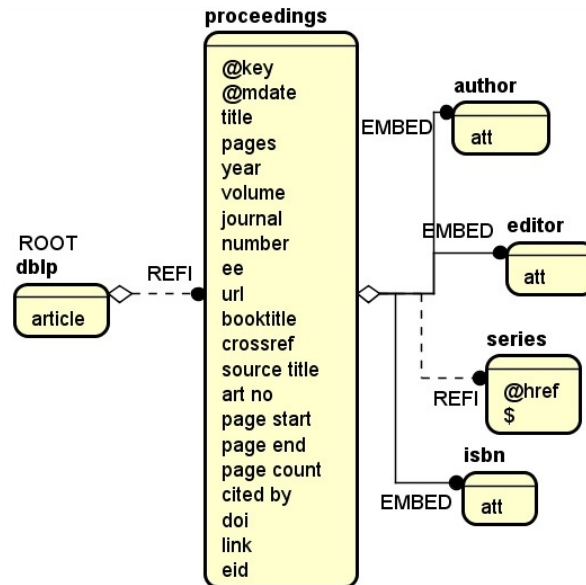 proceedings
@key
@mdate
title
pages
year
volume
journal
number
ee
url
booktitle
crossref
source title
art no
page start
page end
page count
cited by
doi
link
eid
ROOT
dblp
article
REFI
author
att
EMBED
editor
att
EMBED
series
@href
$
REFI
isbn
att
EMBED